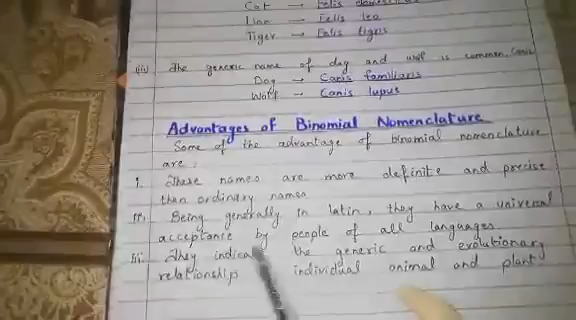 Cat → Felis
Lion → Felis leo
Tiger → Felis tigris
(iii) The generic name of dog and wolf is common, Canis
Dog → Canis familiaris
Wolf → Canis lupus
Advantages of Binomial Nomenclature
Some of the advantage of binomial nomenclature
are:
i. These names are more definite and precise
than ordinary names
ii. Being generally in latin, they have a universal
acceptance by people of all languages.
iii. They the generic and evolutionary
relationship individual animal and plant